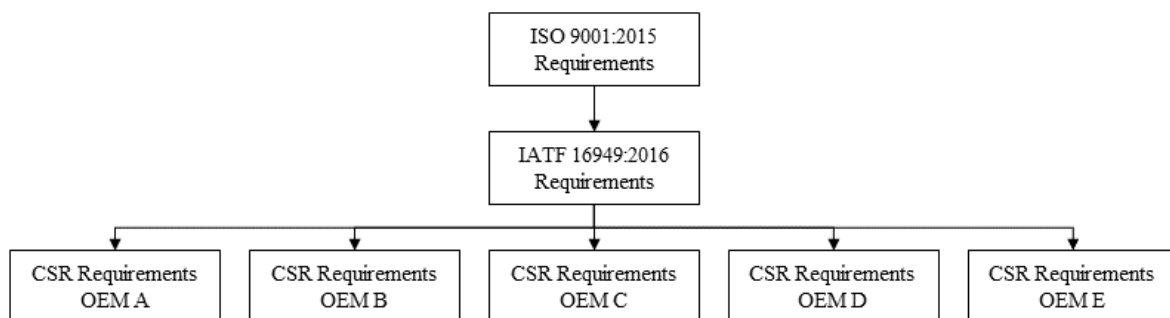 ISO 9001:2015
Requirements
IATF 16949:2016
Requirements
CSR Requirements
OEM A
CSR Requirements
OEM B
CSR Requirements
OEM C
CSR Requirements
OEM D
CSR Requirements
OEM E